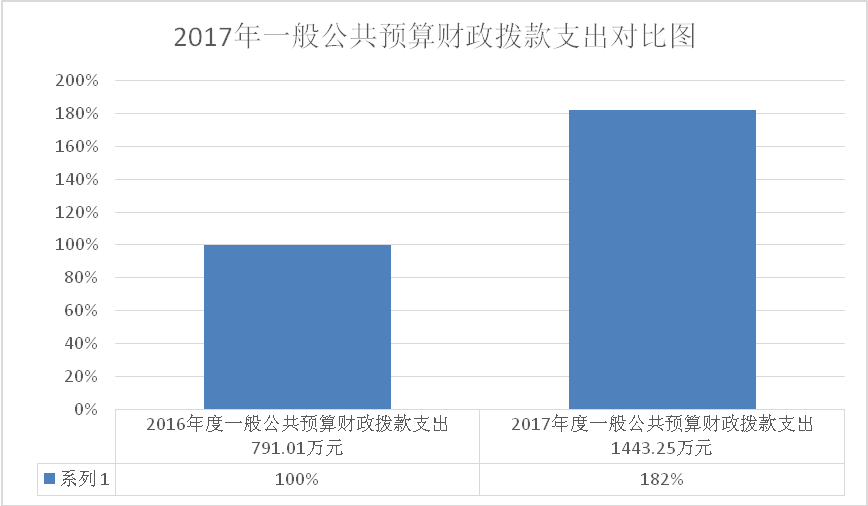 2017年一般公共预算财政拨款支出对比图
200%
180%
160%
140%
120%
100%
80%
60%
40%
20%
0%
2016年度一般公共预算财政拨款支出
791.01万元
2017年度一般公共预算财政拨款支出
1443.25万元
系列1
100%
182%